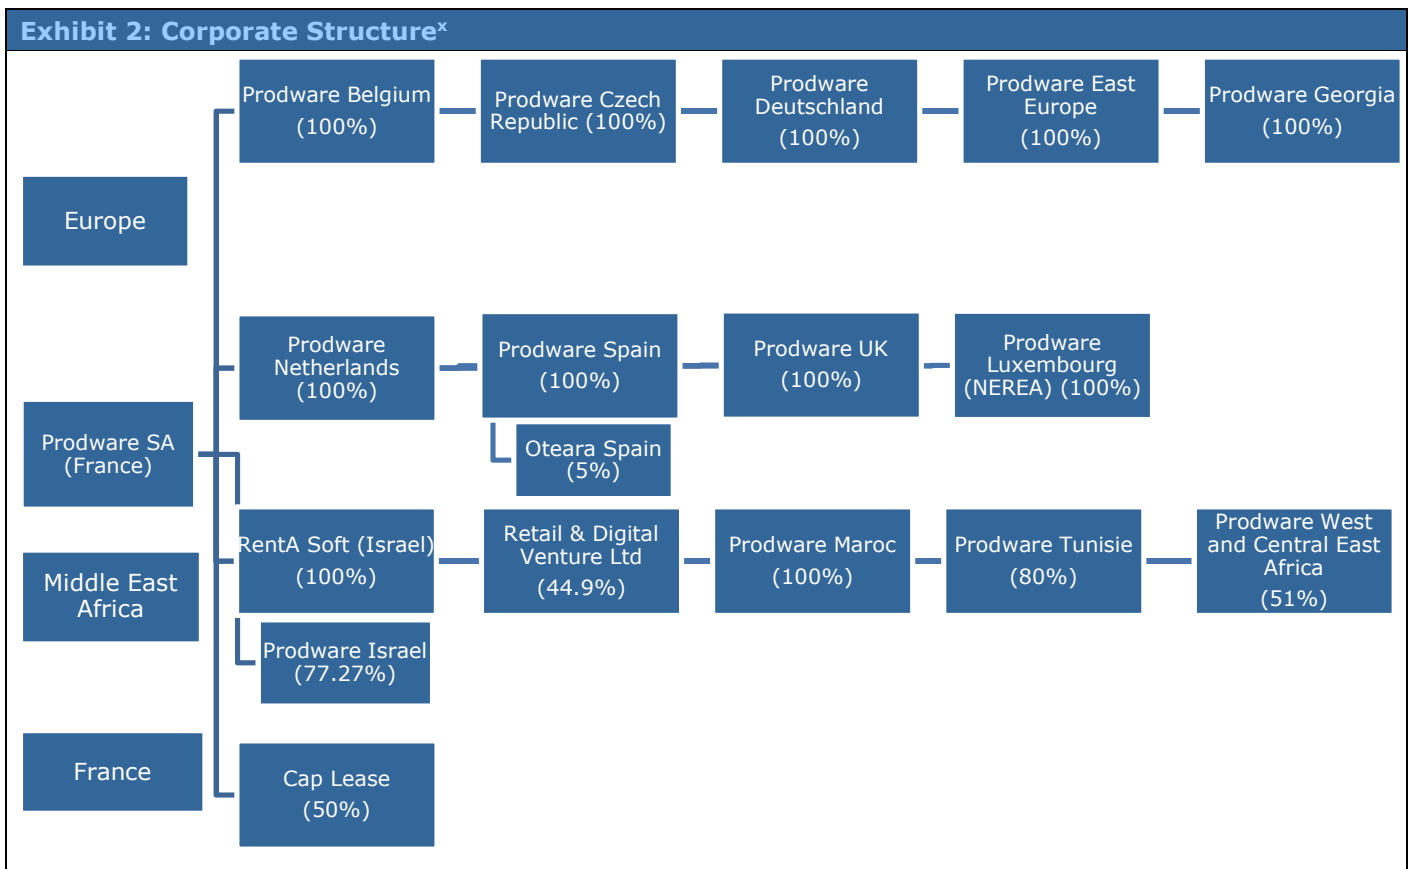 Exhibit 2: Corporate Structureˣ
Prodware Belgium
(100%)
Prodware Czech
Republic (100%)
Prodware
Deutschland
(100%)
Prodware East
Europe
(100%)
Prodware Georgia
(100%)
Europe
Prodware
Netherlands
(100%)
Prodware Spain
(100%)
Prodware UK
(100%)
Prodware
Luxembourg
(NEREA) (100%)
Oteara Spain
(5%)
Prodware SA
(France)
RentA Soft (Israel)
(100%)
Retail & Digital
Venture Ltd
(44.9%)
Prodware Maroc
(100%)
Prodware Tunisie
(80%)
Prodware West
and Central East
Africa
(51%)
Middle East
Africa
Prodware Israel
(77.27%)
France
Cap Lease
(50%)